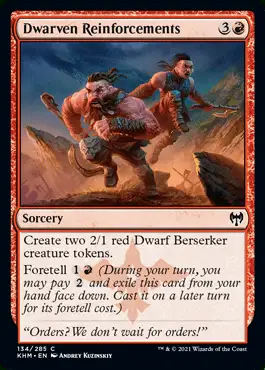 Dwarven Reinforcements 3
Sorcery
Create two 2/1 red Dwarf Berserker
creature tokens.
Foretell 1 (During your turn, you
may pay 2 and exile this card from your
hand face down. Cast it on a later turn
for its foretell cost.)
"Orders? We don't wait for orders!"
134/285 C
KHM • EN Andrey Kuzinskiy
™ & © 2021 Wizards of the Coast